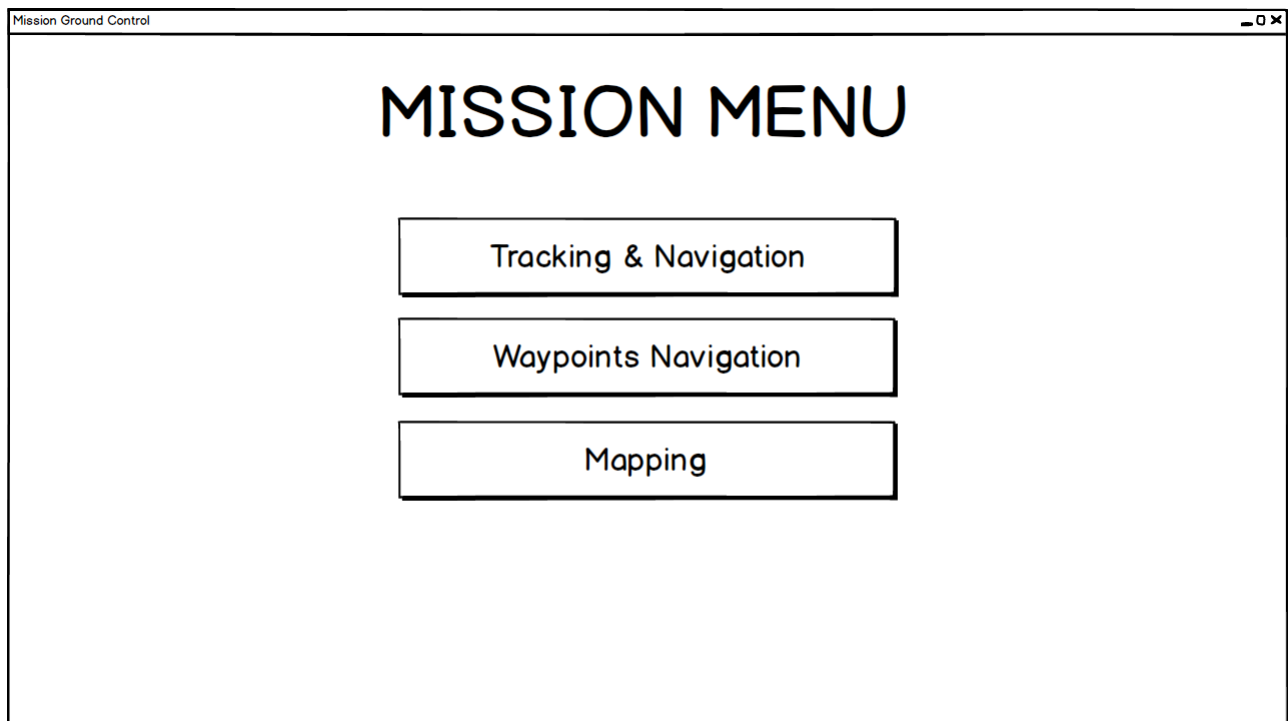 Mission Ground Control
MISSION MENU
Tracking & Navigation
Waypoints Navigation
Mapping